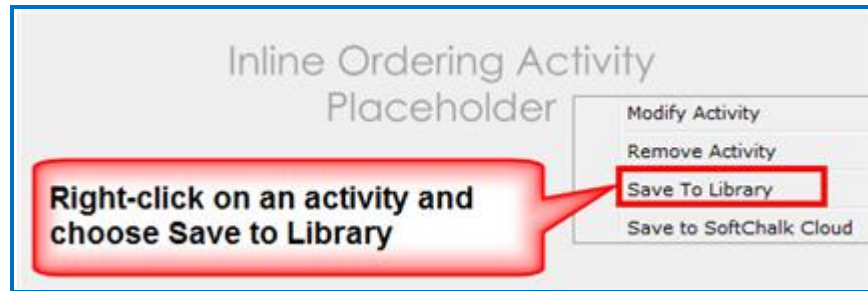 Inline Ordering Activity
Placeholder
Modify Activity
Remove Activity
Save To Library
Save to SoftChalk Cloud
Right-click on an activity and
choose Save to Library